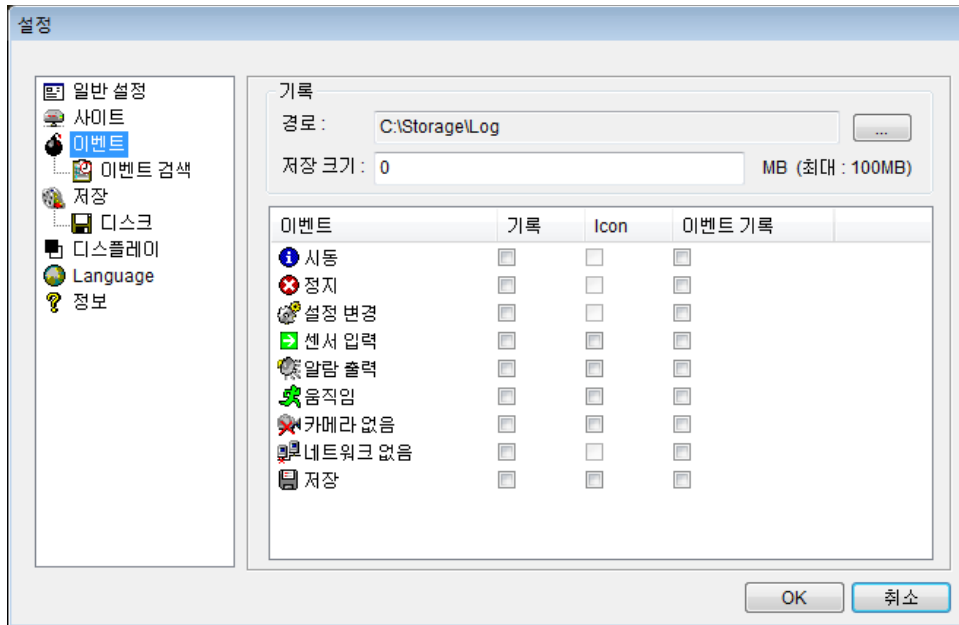 설정
일반 설정
사이트
이벤트
이벤트 검색
저장
디스크
디스플레이
Language
정보
기록
경로 : C:\Storage\Log ...
저장 크기 : 0 MB (최대 : 100MB)
이벤트 기록 Icon 이벤트 기록
시동
정지
설정 변경
센서 입력
알람 출력
움직임
카메라 없음
네트워크 없음
저장
OK 취소